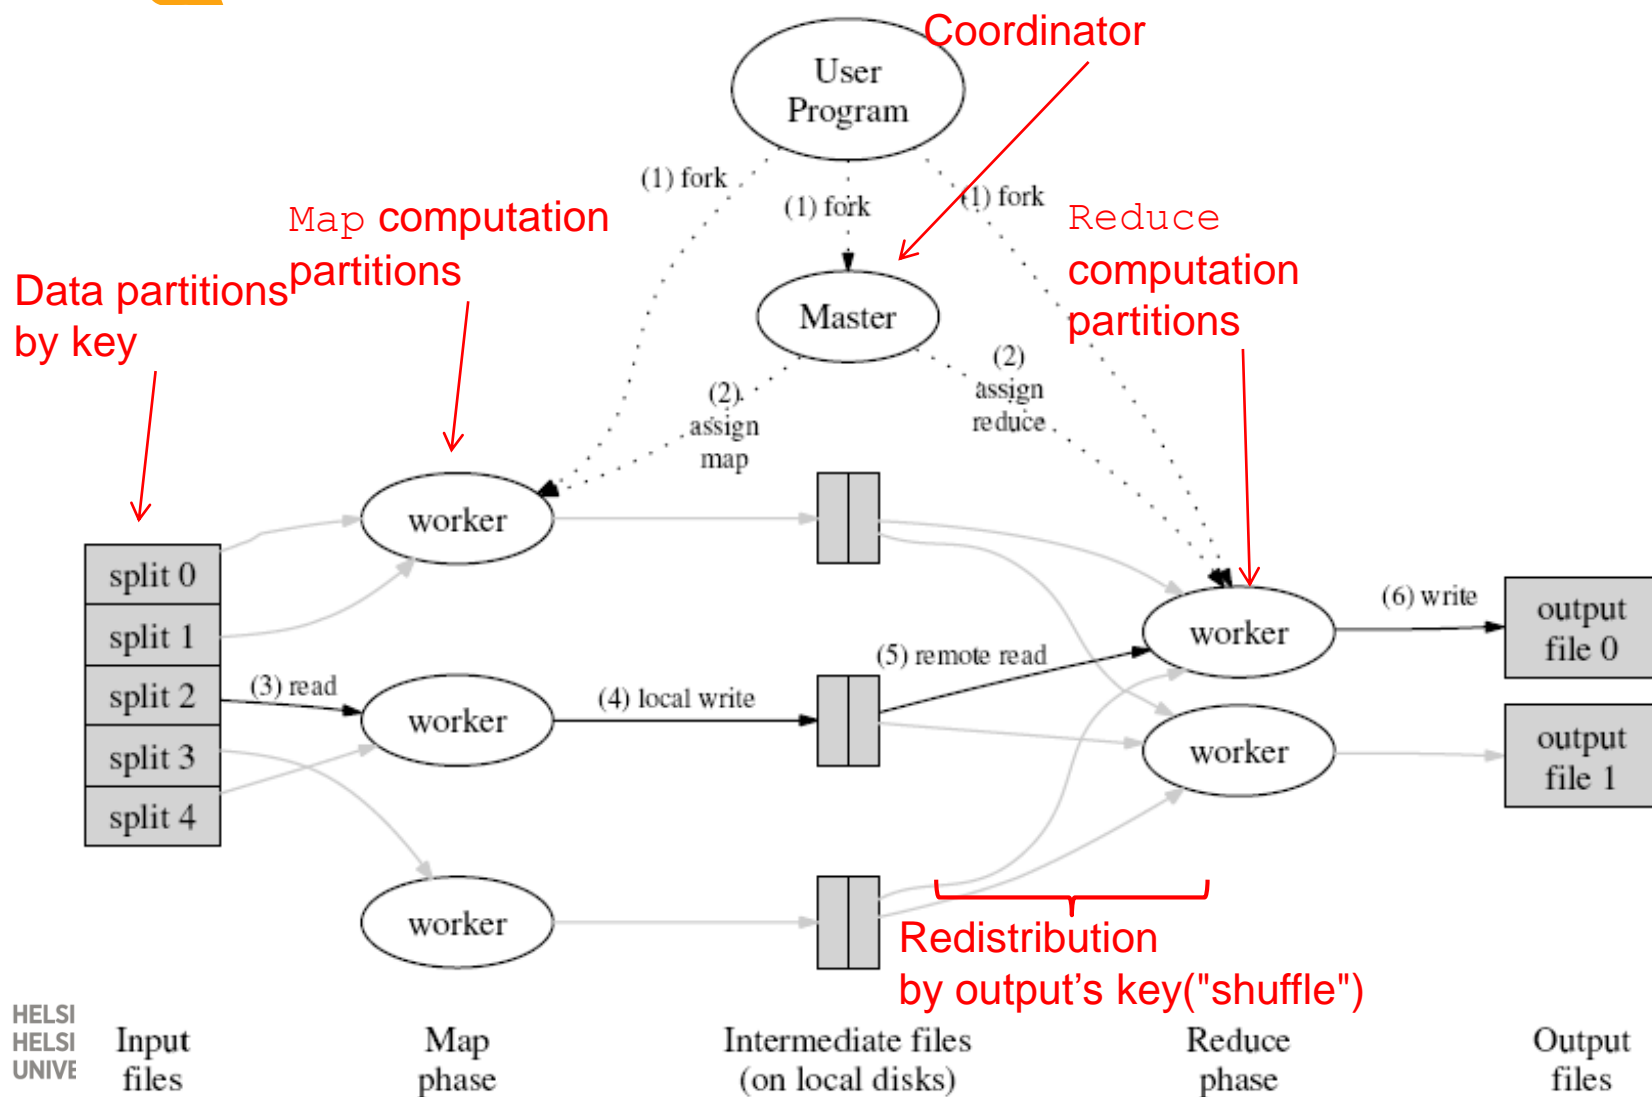 Coordinator
User
Program
(1) fork
(1) fork
(1) fork
Map computation
partitions
Reduce
computation
partitions
Data partitions
by key
Master
(2)
assign
map
(2)
assign
reduce
worker
split 0
split 1
split 2
split 3
split 4
(3) read
worker
(4) local write
(5) remote read
worker
(6) write
output
file 0
worker
output
file 1
worker
Redistribution
by output’s key("shuffle")
HELSI
HELSI
UNIVE
Input
files
Map
phase
Intermediate files
(on local disks)
Reduce
phase
Output
files